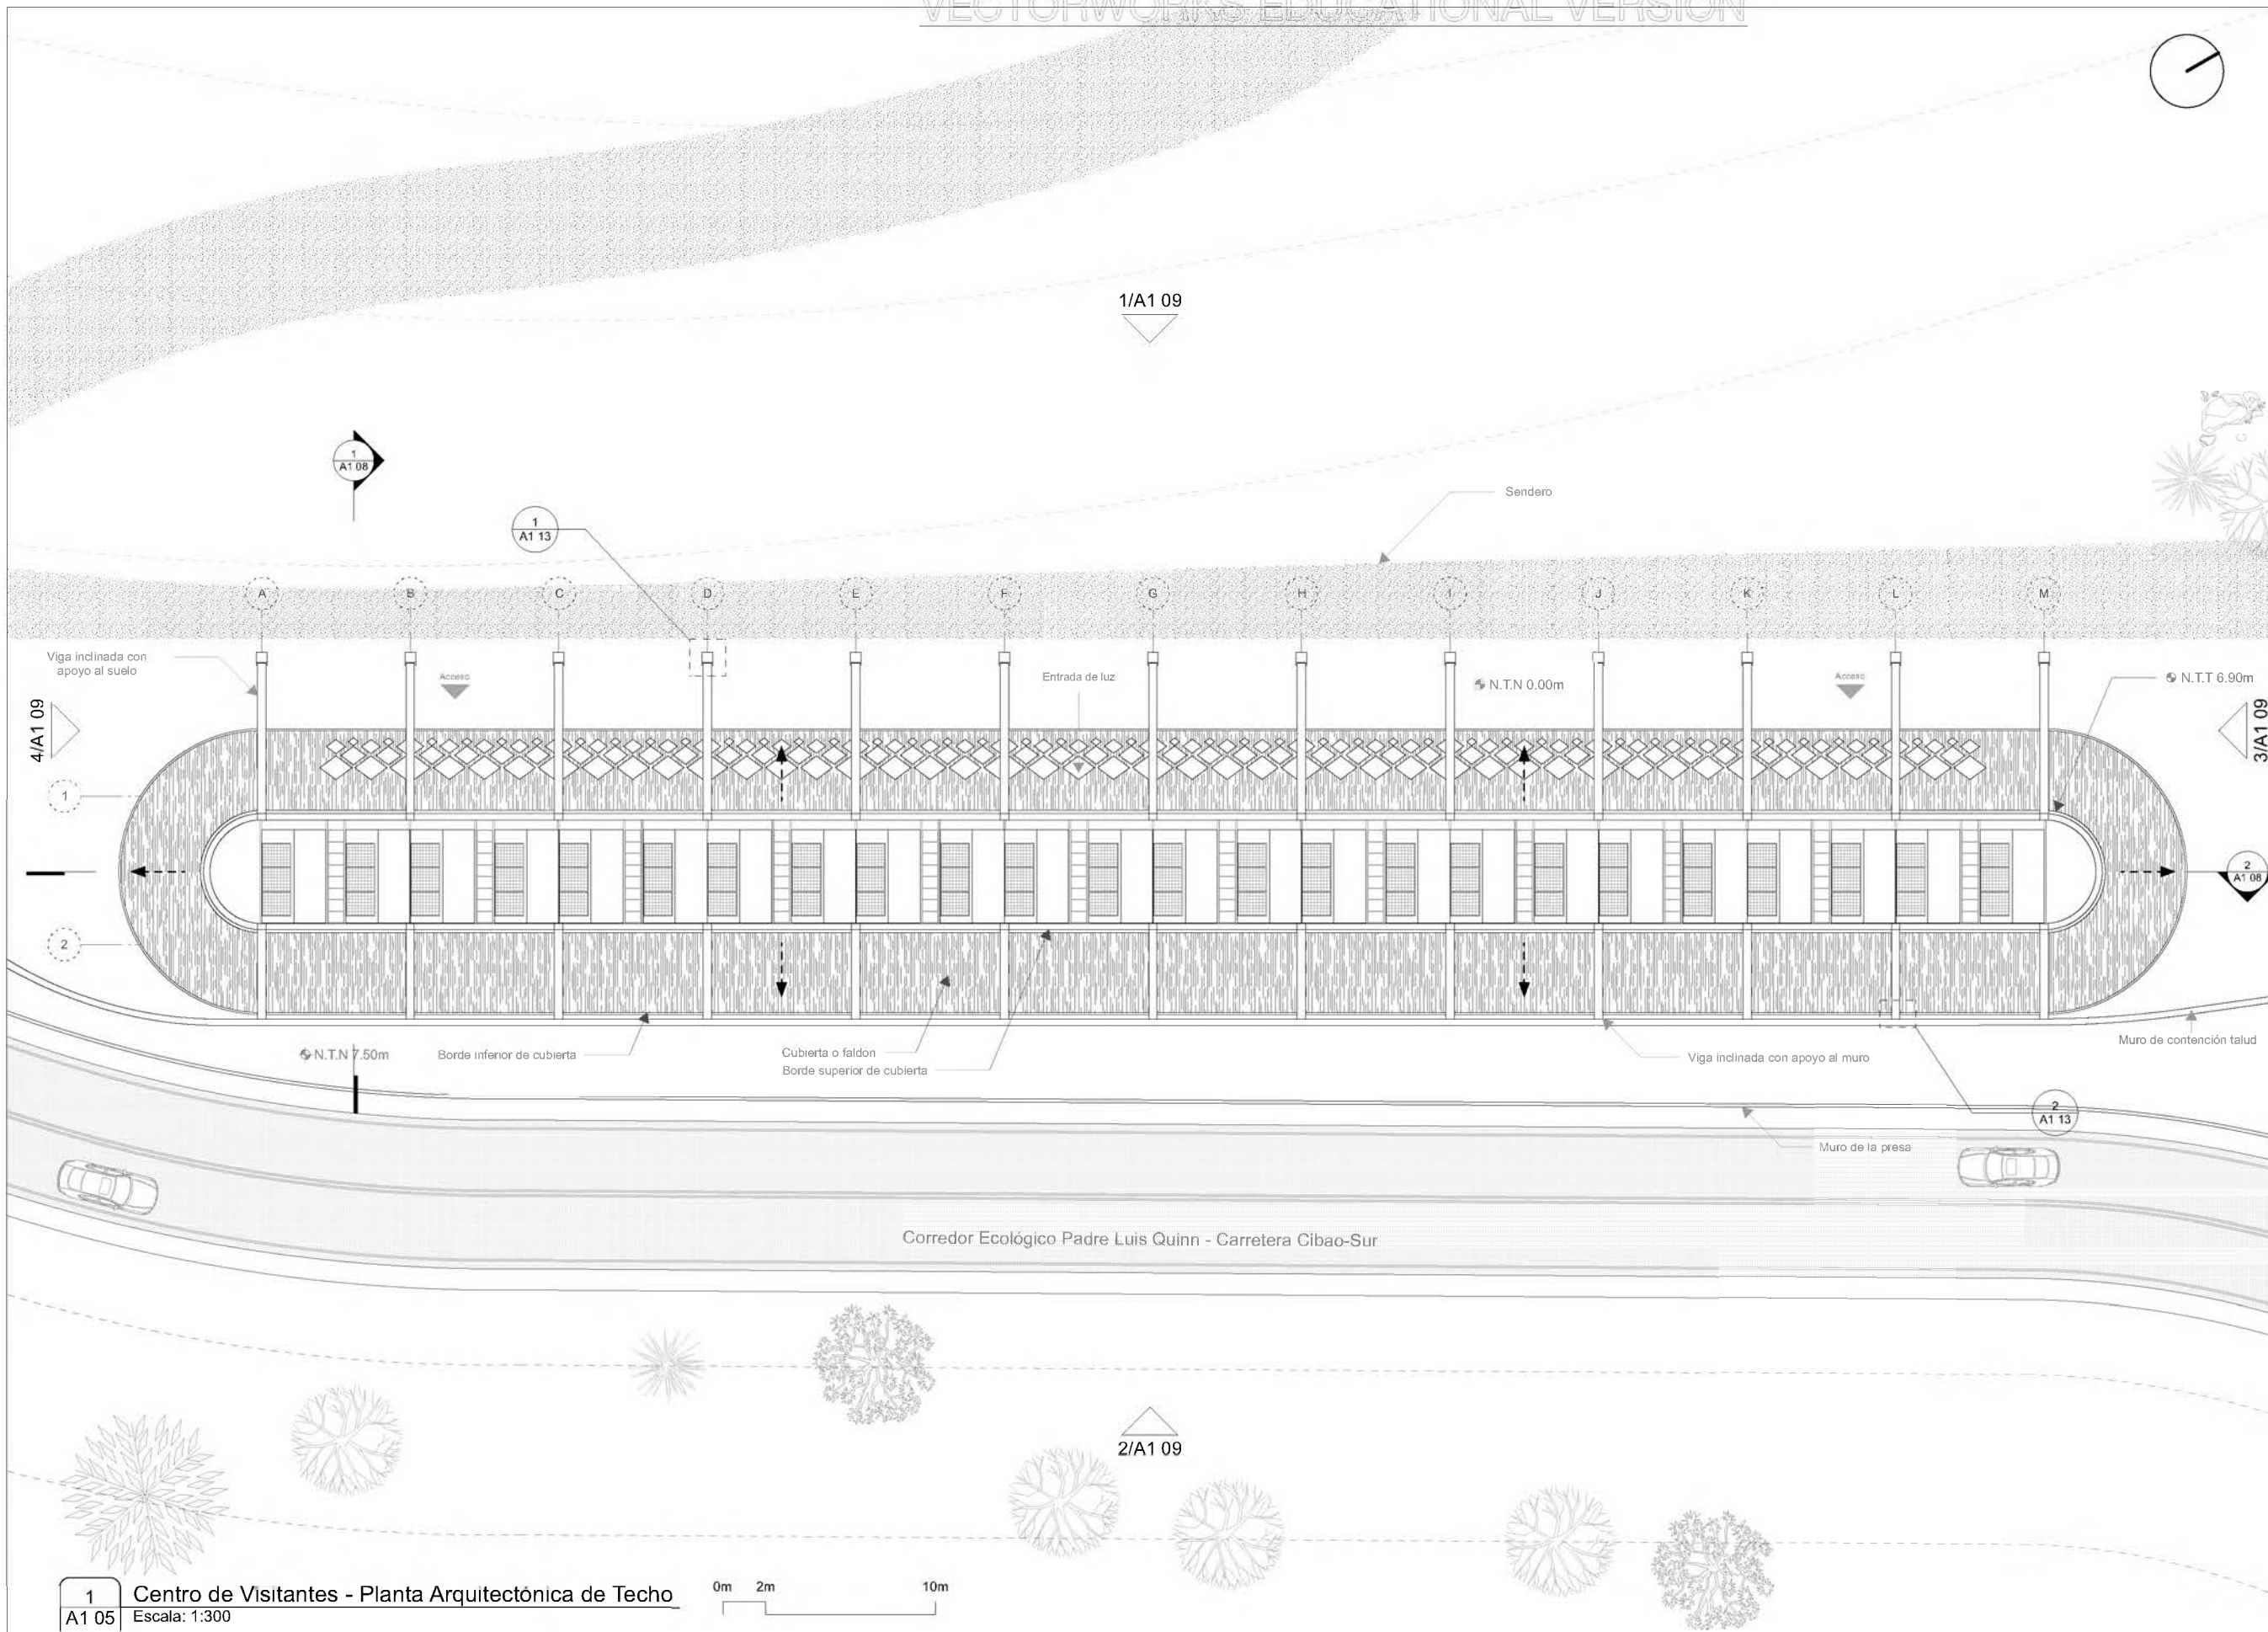 VECTORWORKS EDUCATIONAL VERSION
1/A1 09
1
A1 08
Sendero
1
A1 13
A
B
C
D
E
F
G
H
I
J
K
L
M
Viga inclinada con
apoyo al suelo
Acceso
Entrada de luz
N.T.N 0.00m
Acceso
N.T.T 6.90m
4/A1 09
3/A1 09
1
2
A1 08
2
N.T.N 7.50m
Borde inferior de cubierta
Cubierta o faldón
Borde superior de cubierta
Viga inclinada con apoyo al muro
Muro de contención talud
2
A1 13
Muro de la presa
Corredor Ecológico Padre Luis Quinn - Carretera Cibao-Sur
2/A1 09
1
A1 05
Centro de Visitantes - Planta Arquitectónica de Techo
Escala: 1:300
0m 2m 10m